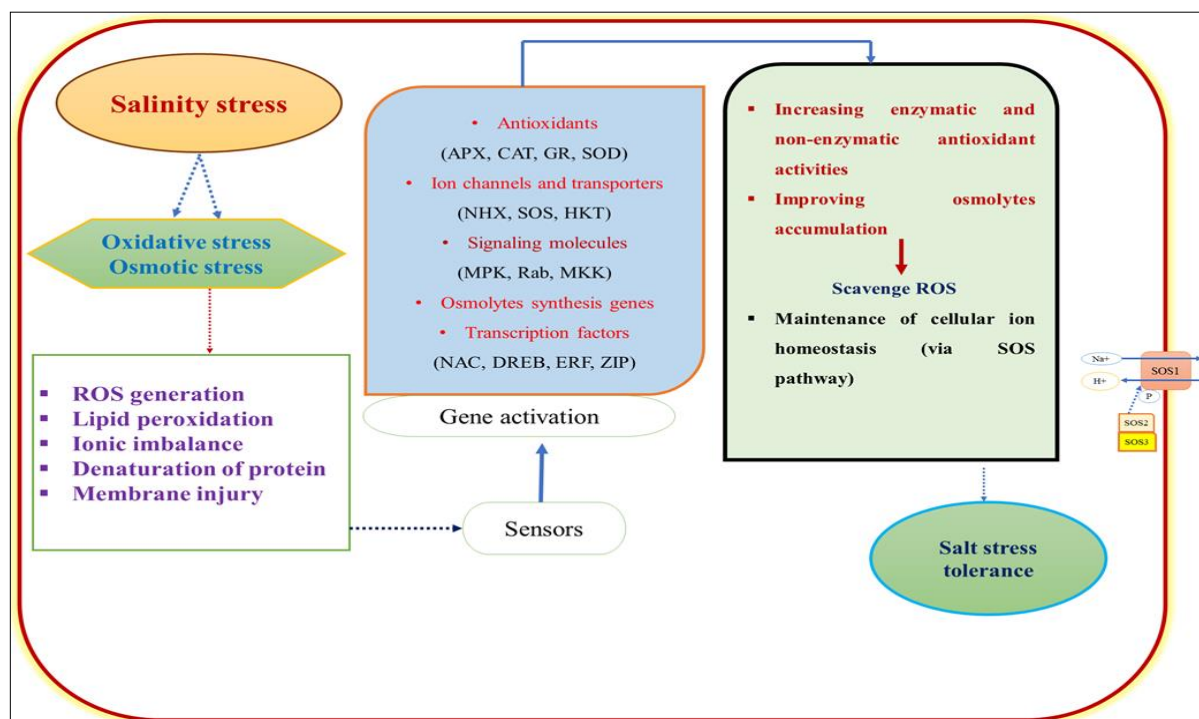 Salinity stress
Oxidative stress
Osmotic stress
▪ ROS generation
▪ Lipid peroxidation
▪ Ionic imbalance
▪ Denaturation of protein
▪ Membrane injury
• Antioxidants
(APX, CAT, GR, SOD)
• Ion channels and transporters
(NHX, SOS, HKT)
• Signaling molecules
(MPK, Rab, MKK)
• Osmolytes synthesis genes
• Transcription factors
(NAC, DREB, ERF, ZIP)
Gene activation
Sensors
▪ Increasing enzymatic and
non-enzymatic antioxidant
activities
▪ Improving osmolytes
accumulation
Scavenge ROS
▪ Maintenance of cellular ion
homeostasis (via SOS
pathway)
Salt stress
tolerance
Na+
H+
SOS1
P
SOS2
SOS3